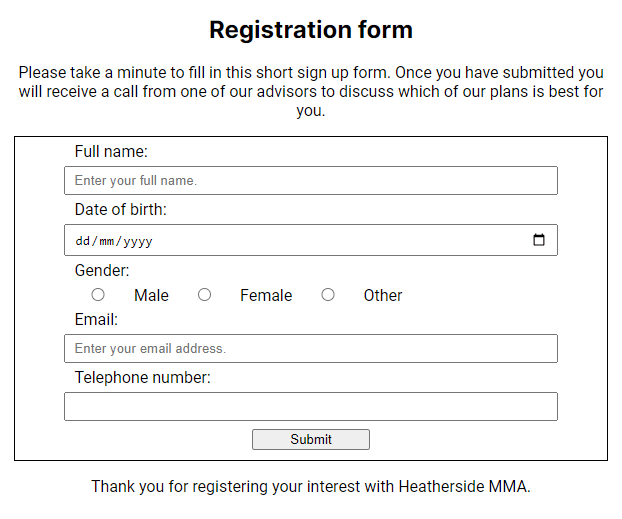 Registration form
Please take a minute to fill in this short sign up form. Once you have submitted you
will receive a call from one of our advisors to discuss which of our plans is best for
you.
Full name:
Enter your full name.
Date of birth:
dd/mm/yyyy
Gender:
Male Female Other
Email:
Enter your email address.
Telephone number:
Submit
Thank you for registering your interest with Heatherside MMA.